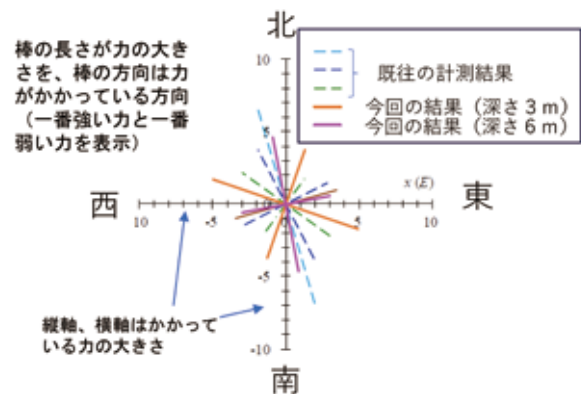 北
棒の長さが力の大き
さを、棒の方向は力
がかかっている方向
（一番強い力と一番
弱い力を表示）
既往の計測結果
今回の結果（深さ３ｍ）
今回の結果（深さ６ｍ）
10
5
西
x (E)
東
10
-5
5
10
-5
-10
縦軸、横軸はかかって
いる力の大きさ
南